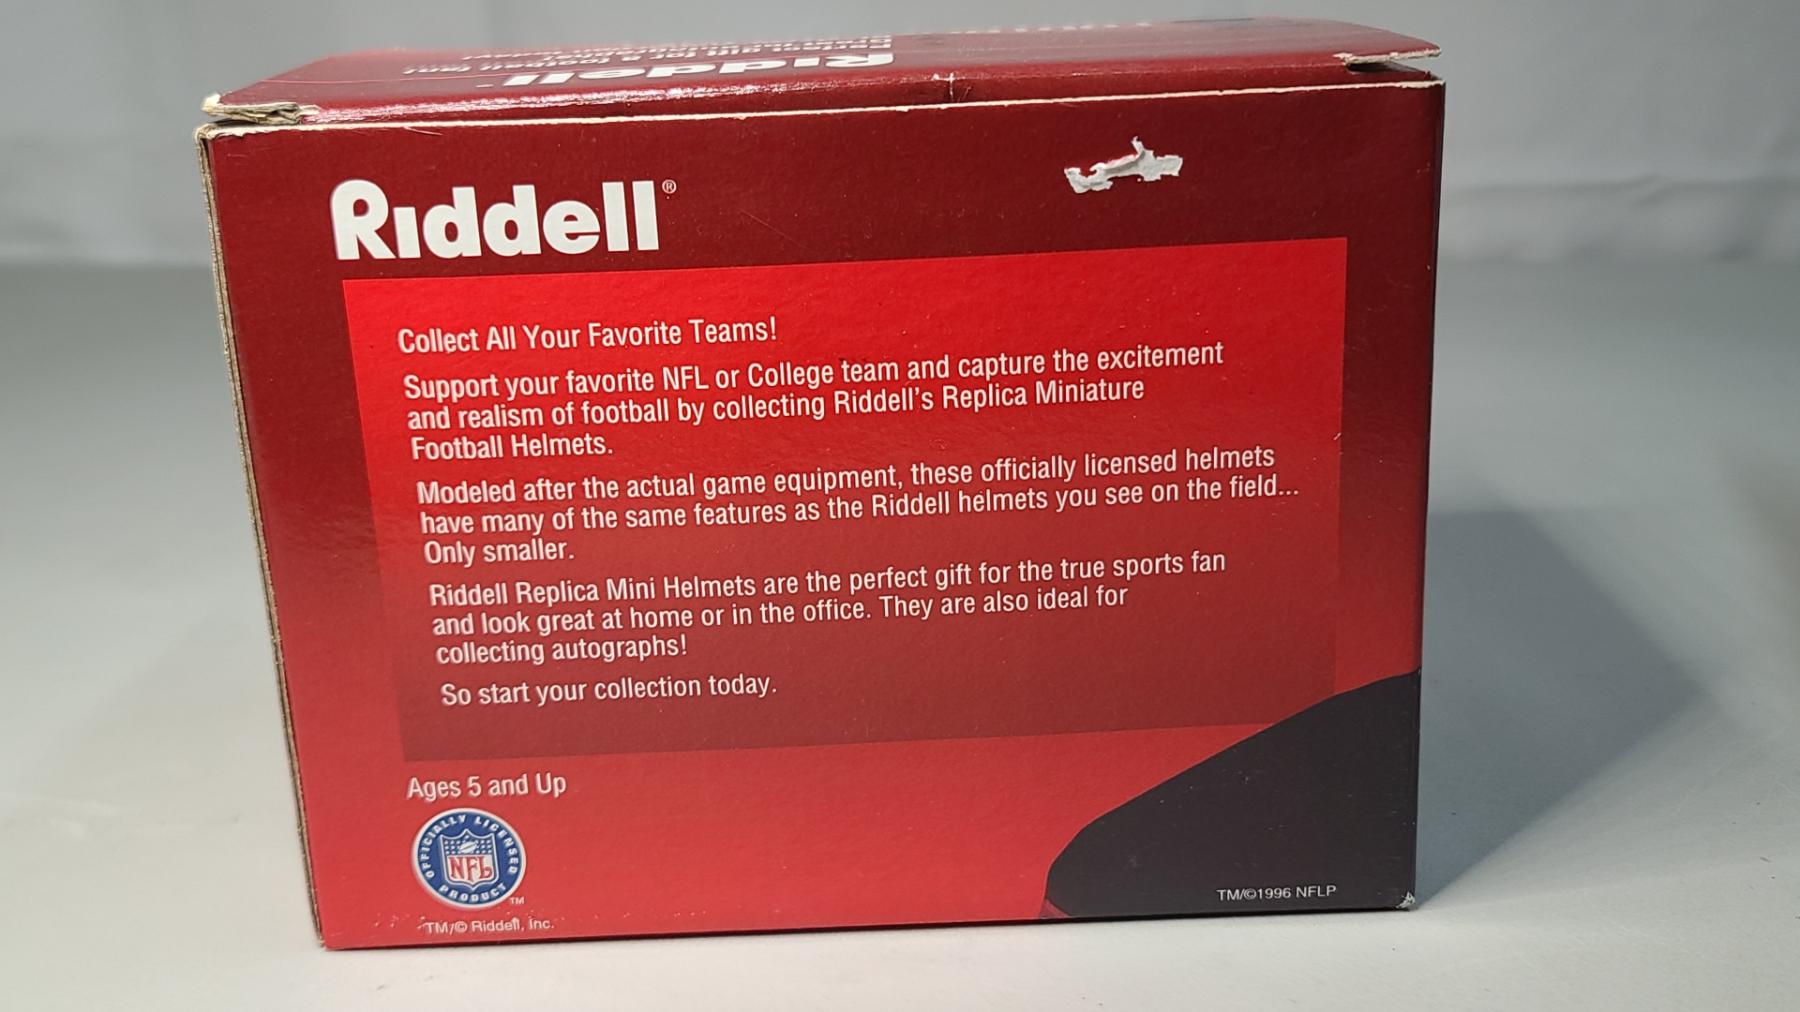 Riddell
Riddell®
Collect All Your Favorite Teams!
Support your favorite NFL or College team and capture the excitement
and realism of football by collecting Riddell's Replica Miniature
Football Helmets.
Modeled after the actual game equipment, these officially licensed helmets
have many of the same features as the Riddell helmets you see on the field...
Only smaller.
Riddell Replica Mini Helmets are the perfect gift for the true sports fan
and look great at home or in the office. They are also ideal for
collecting autographs!
So start your collection today.
Ages 5 and Up
OFFICIALLY LICENSED
NFL
PRODUCT
TM
TM/© Riddell, Inc.
TM/©1996 NFLP